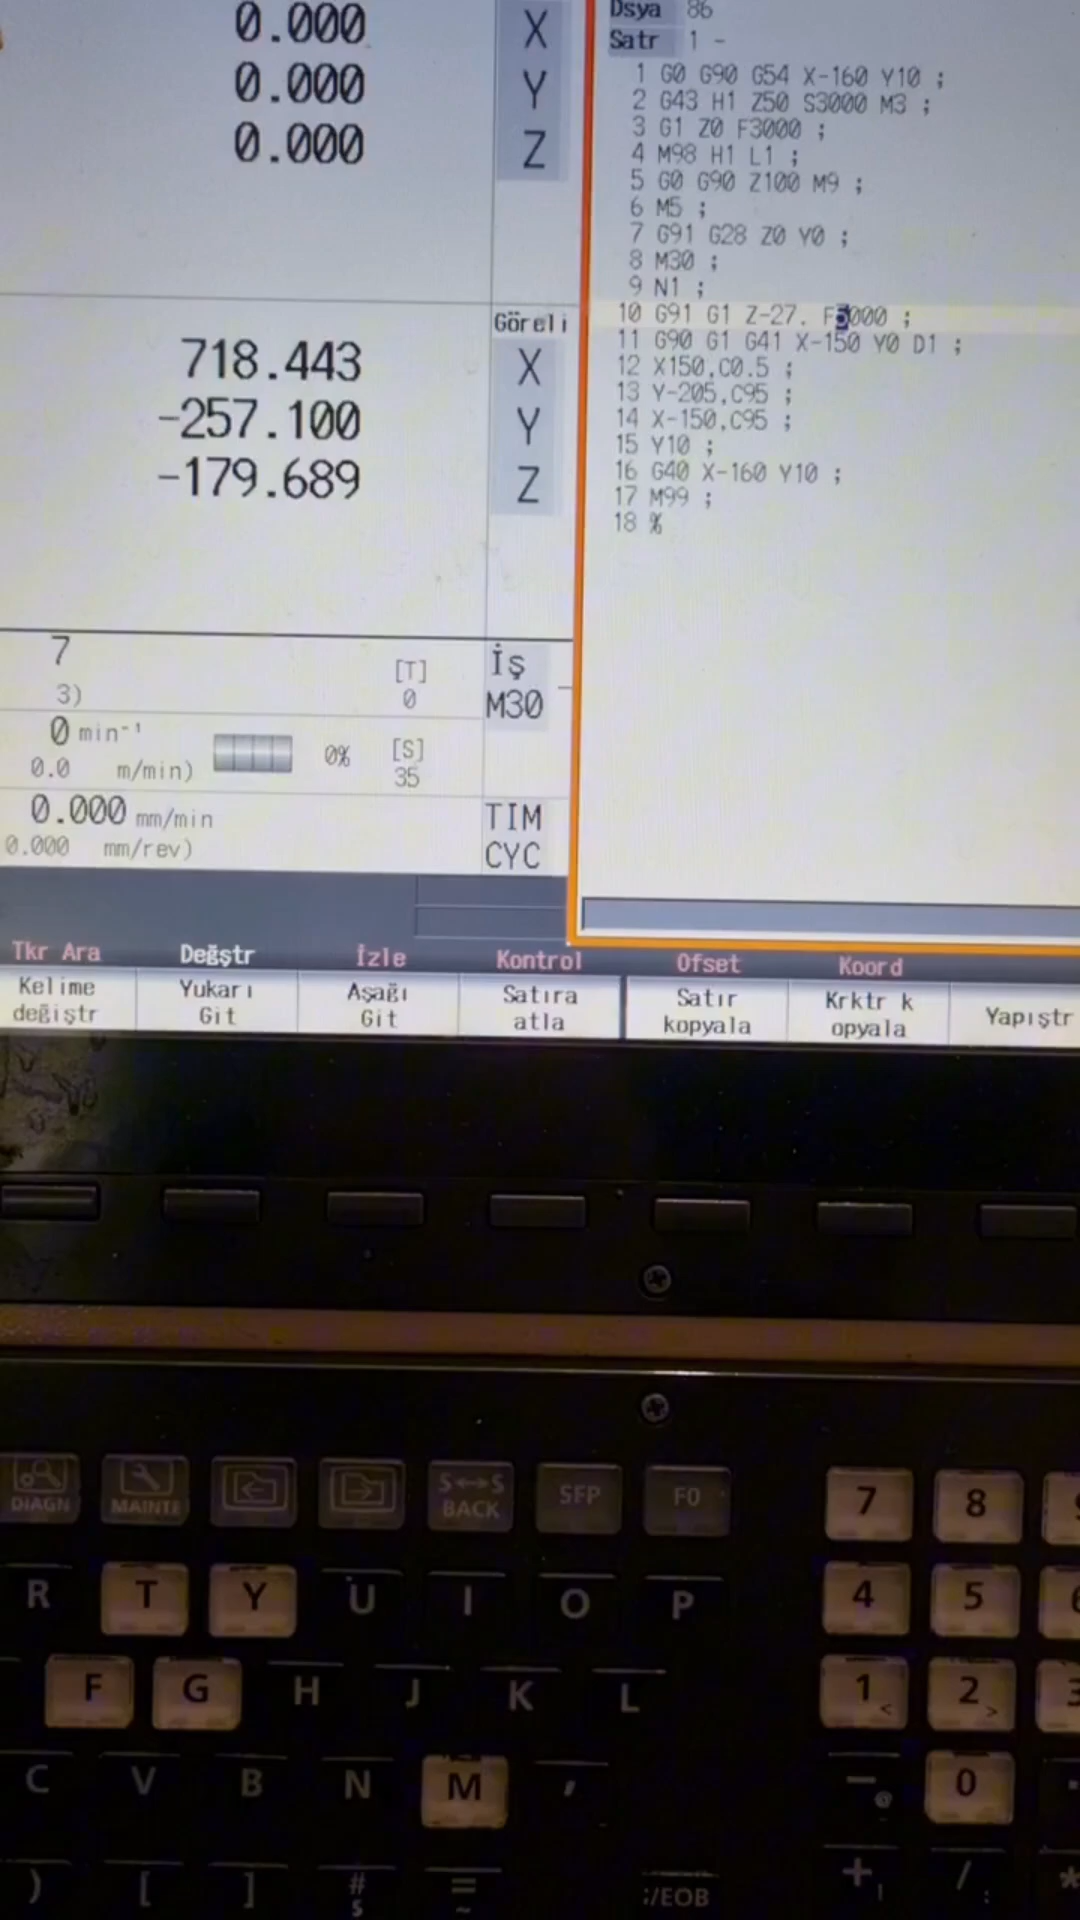 0.000 X
0.000 Y
0.000 Z
Göreli
718.443 X
-257.100 Y
-179.689 Z
7 [T] İş
3) 0 M30
0 min⁻¹ 0% [S]
0.0 m/min) 35
0.000 mm/min TIM
0.000 mm/rev) CYC
Dsya 86
Satr 1 -
1 G0 G90 G54 X-160 Y10 ;
2 G43 H1 Z50 S3000 M3 ;
3 G1 Z0 F3000 ;
4 M98 H1 L1 ;
5 G0 G90 Z100 M9 ;
6 M5 ;
7 G91 G28 Z0 Y0 ;
8 M30 ;
9 N1 ;
10 G91 G1 Z-27. F3000 ;
11 G90 G1 G41 X-150 Y0 D1 ;
12 X150,C0.5 ;
13 Y-205,C95 ;
14 X-150,C95 ;
15 Y10 ;
16 G40 X-160 Y10 ;
17 M99 ;
18 %
Tkr Ara Değştr İzle Kontrol Ofset Koord
Kelime Yukarı Aşağı Satıra Satır Krktr k Yapıştr
değiştr Git Git atla kopyala opyala
DIAGN MAINTE S↔S BACK SFP F0 7 8
R T Y U I O P 4 5
F G H J K L 1 < 2 > 3
C V B N M , - @ 0 .
) [ ] # $ = ~ ;/EOB + ! / : *